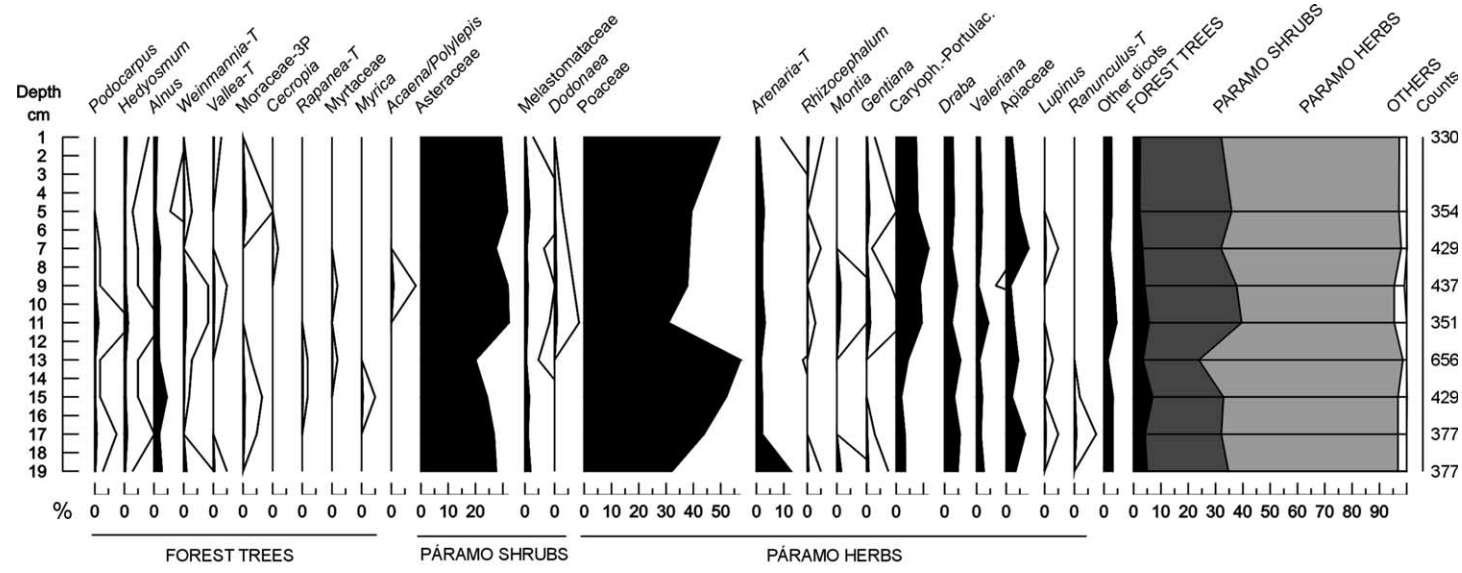 Depth
cm
Podocarpus
Hedyosmum
Alnus
Weinmannia-T
Vallea-T
Moraceae-3P
Cecropia
Rapanea-T
Myrtaceae
Myrica
Acaena/Polylepis
Asteraceae
Melastomataceae
Dodonaea
Poaceae
Arenaria-T
Rhizocephalum
Montia
Gentiana
Caryoph.-Portulac.
Draba
Valeriana
Apiaceae
Lupinus
Ranunculus-T
Other dicots
FOREST TREES
PÁRAMO SHRUBS
PÁRAMO HERBS
OTHERS
Counts
1 330
2
3
4
5 354
6
7 429
8
9 437
10
11 351
12
13 656
14
15 429
16
17 377
18
19 377
% 0 0 0 0 0 0 0 0 0 0 0 0 10 20 0 0 0 10 20 30 40 50 0 0 0 0 0 0 0 0 0 0 0 0 10 20 30 40 50 60 70 80 90
FOREST TREES PÁRAMO SHRUBS PÁRAMO HERBS